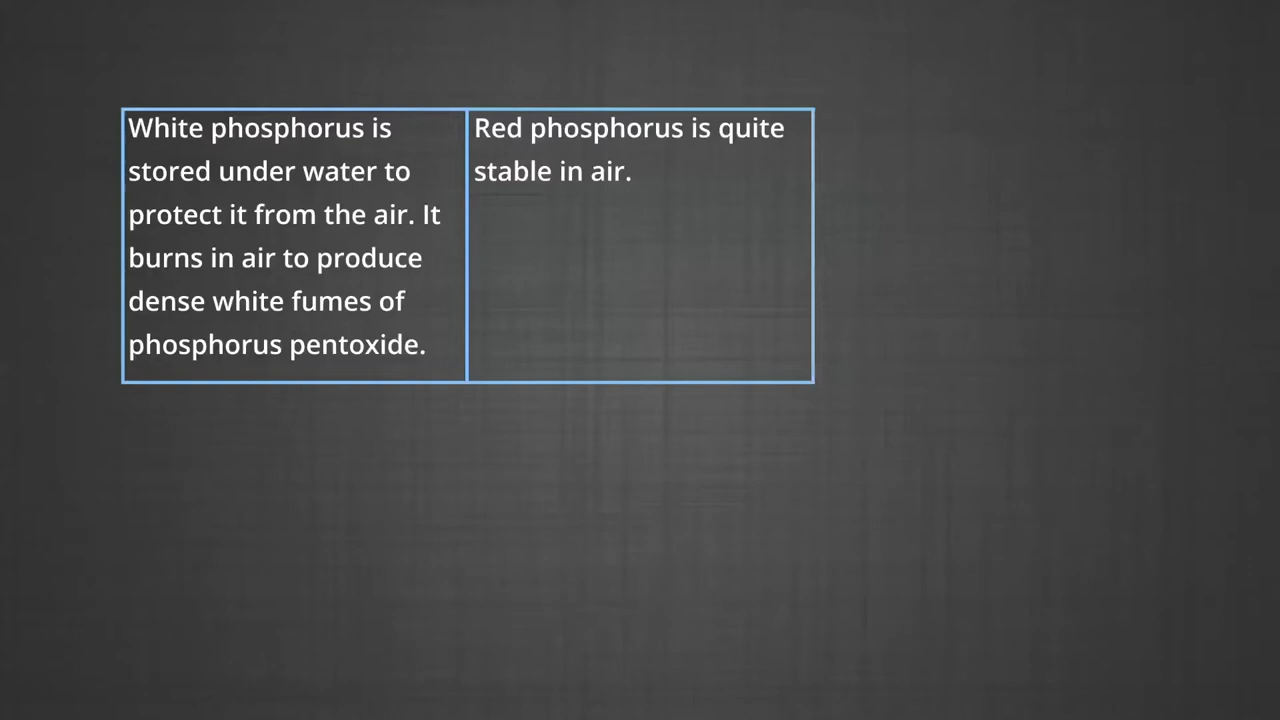 White phosphorus is
stored under water to
protect it from the air. It
burns in air to produce
dense white fumes of
phosphorus pentoxide.
Red phosphorus is quite
stable in air.